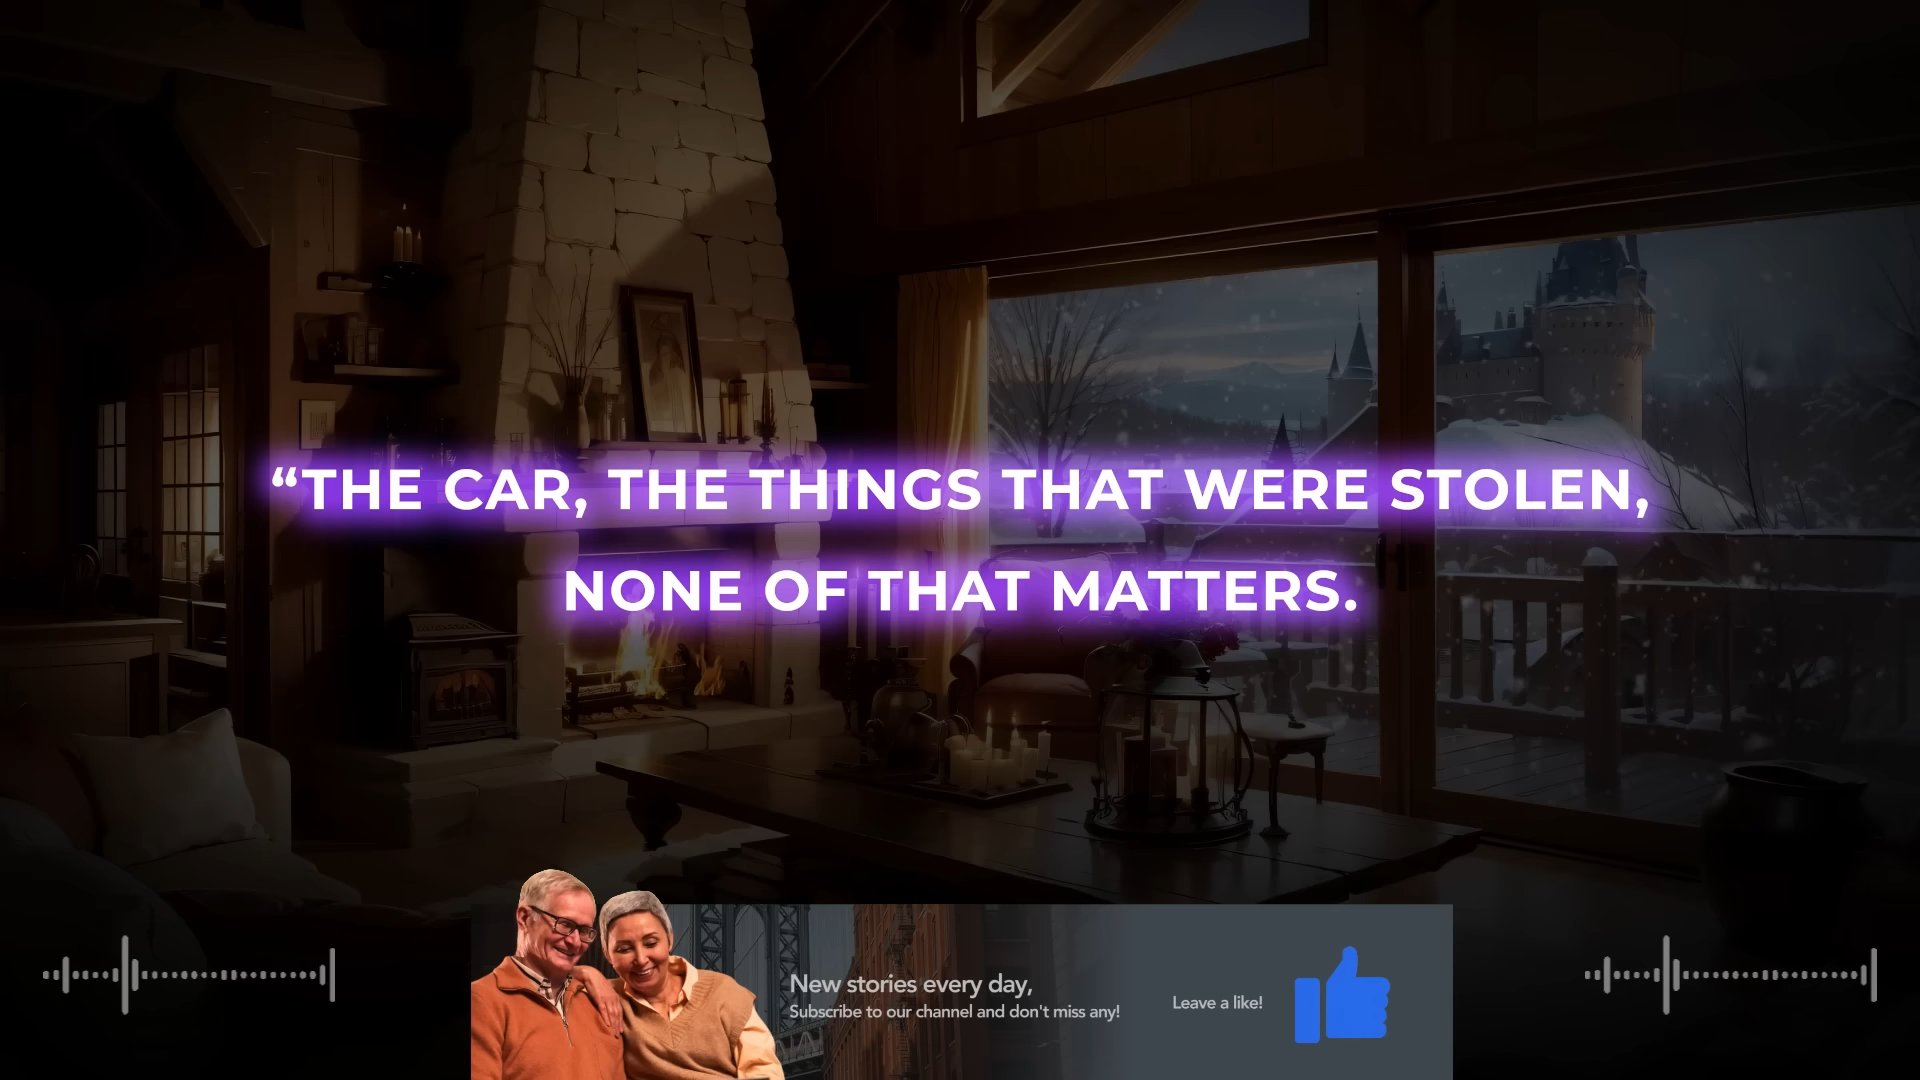 “THE CAR, THE THINGS THAT WERE STOLEN,
NONE OF THAT MATTERS.
New stories every day,
Subscribe to our channel and don't miss any!
Leave a like!